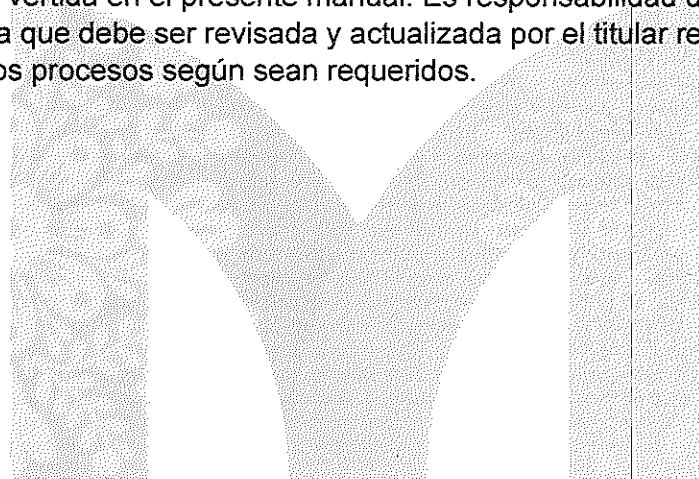 vertida en el presente manual. Es responsabilidad
a que debe ser revisada y actualizada por el titular
os procesos según sean requeridos.